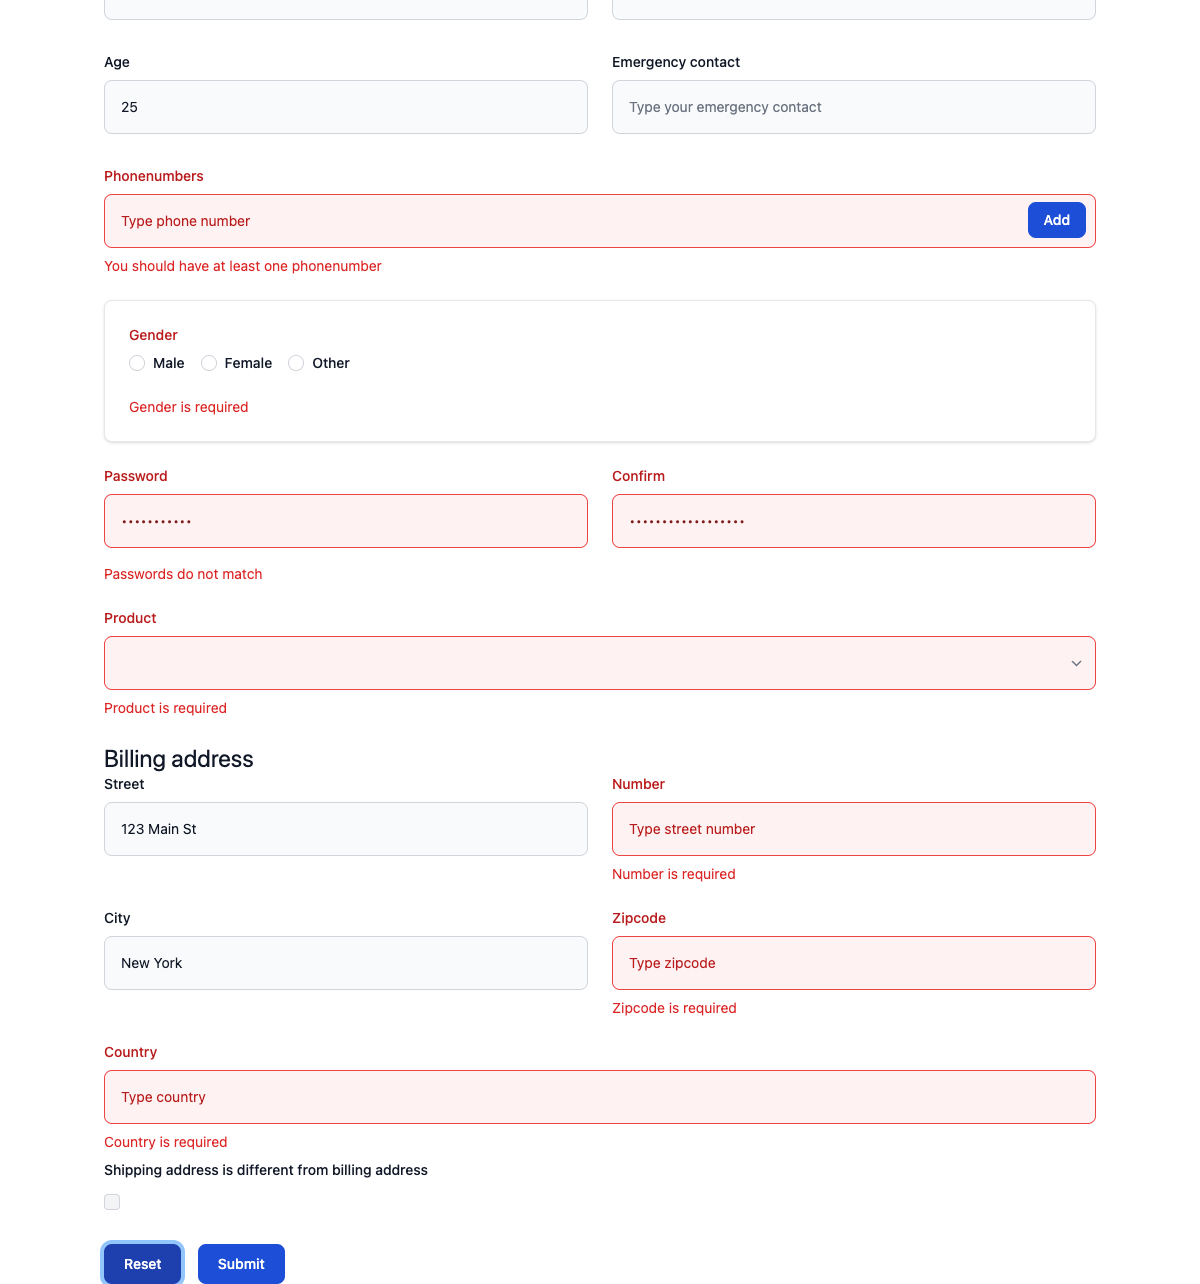 Age
Emergency contact
25
Type your emergency contact
Phonenumbers
Type phone number
Add
You should have at least one phonenumber
Gender
Male
Female
Other
Gender is required
Password
Confirm
•••••••••••
••••••••••••••••••
Passwords do not match
Product
Product is required
Billing address
Street
Number
123 Main St
Type street number
Number is required
City
Zipcode
New York
Type zipcode
Zipcode is required
Country
Type country
Country is required
Shipping address is different from billing address
Reset
Submit